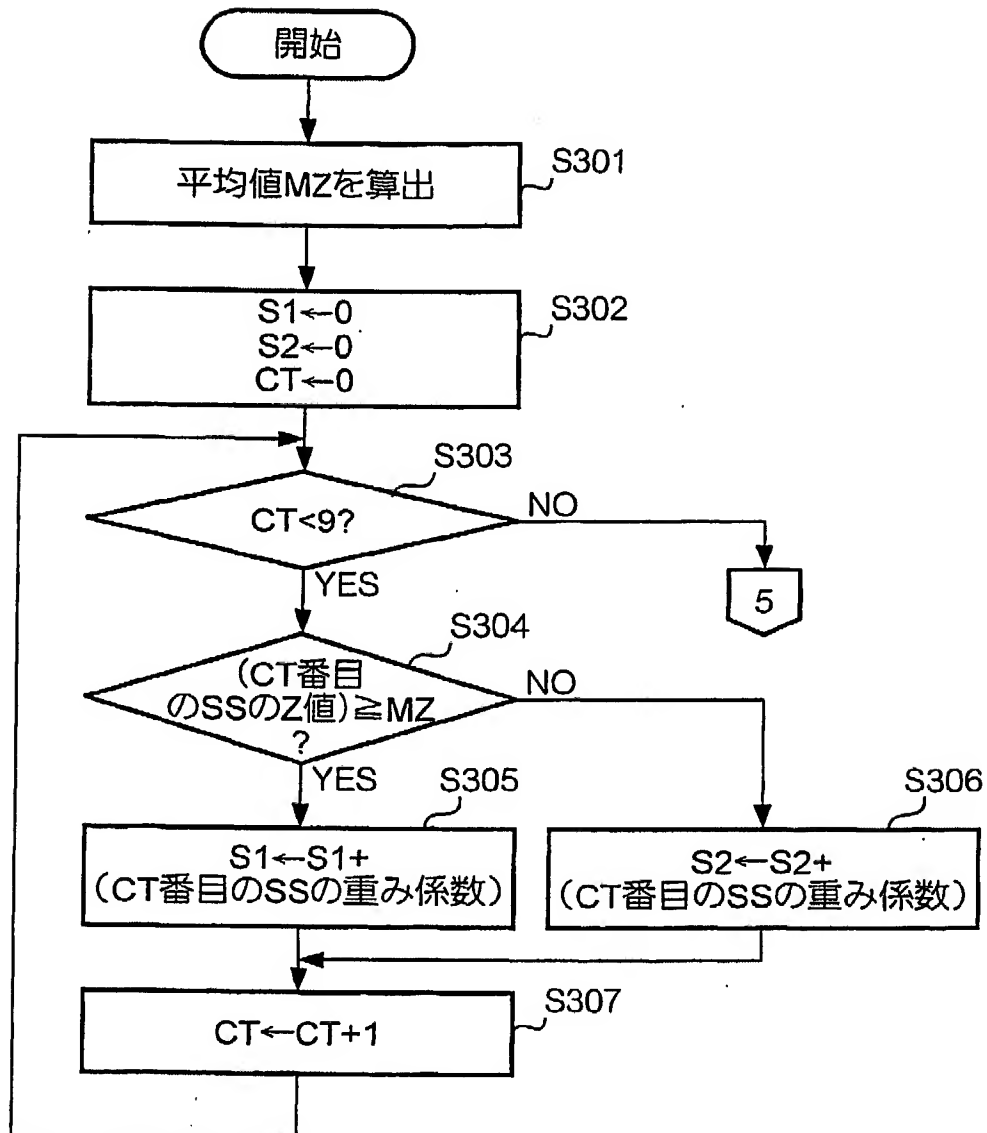 開始
平均値MZを算出
S301
S1←0
S2←0
CT←0
S302
S303
CT<9?
NO
YES
5
S304
(CT番目
のSSのZ値)≧MZ
?
NO
YES
S305
S1←S1+
(CT番目のSSの重み係数)
S306
S2←S2+
(CT番目のSSの重み係数)
S307
CT←CT+1